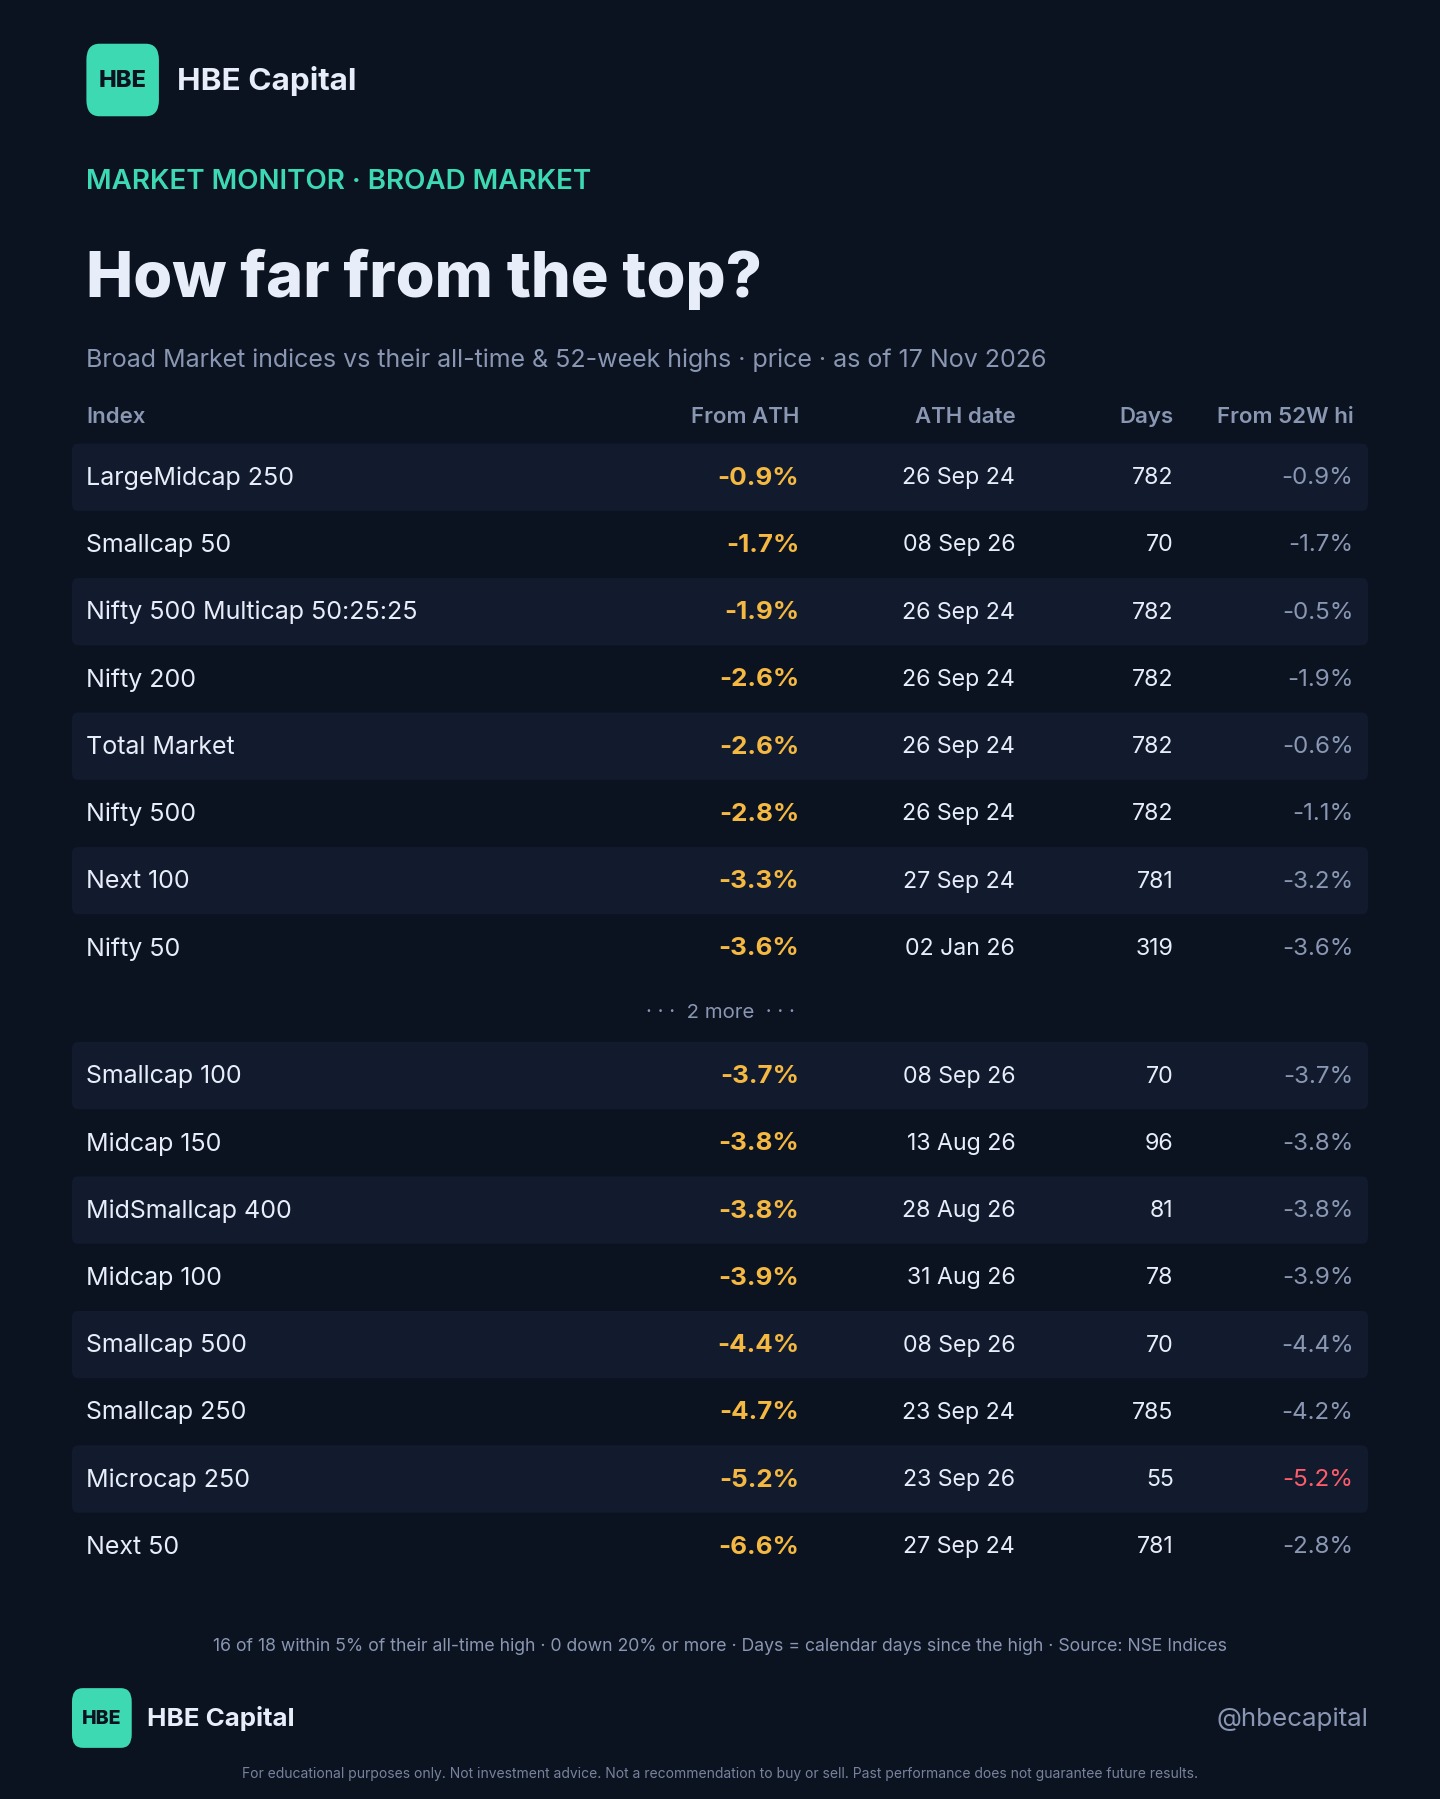 HBE HBE Capital
MARKET MONITOR · BROAD MARKET
How far from the top?
Broad Market indices vs their all-time & 52-week highs · price · as of 17 Nov 2026
Index From ATH ATH date Days From 52W hi
LargeMidcap 250 -0.9% 26 Sep 24 782 -0.9%
Smallcap 50 -1.7% 08 Sep 26 70 -1.7%
Nifty 500 Multicap 50:25:25 -1.9% 26 Sep 24 782 -0.5%
Nifty 200 -2.6% 26 Sep 24 782 -1.9%
Total Market -2.6% 26 Sep 24 782 -0.6%
Nifty 500 -2.8% 26 Sep 24 782 -1.1%
Next 100 -3.3% 27 Sep 24 781 -3.2%
Nifty 50 -3.6% 02 Jan 26 319 -3.6%
··· 2 more ···
Smallcap 100 -3.7% 08 Sep 26 70 -3.7%
Midcap 150 -3.8% 13 Aug 26 96 -3.8%
MidSmallcap 400 -3.8% 28 Aug 26 81 -3.8%
Midcap 100 -3.9% 31 Aug 26 78 -3.9%
Smallcap 500 -4.4% 08 Sep 26 70 -4.4%
Smallcap 250 -4.7% 23 Sep 24 785 -4.2%
Microcap 250 -5.2% 23 Sep 26 55 -5.2%
Next 50 -6.6% 27 Sep 24 781 -2.8%
16 of 18 within 5% of their all-time high · 0 down 20% or more · Days = calendar days since the high · Source: NSE Indices
HBE HBE Capital @hbecapital
For educational purposes only. Not investment advice. Not a recommendation to buy or sell. Past performance does not guarantee future results.